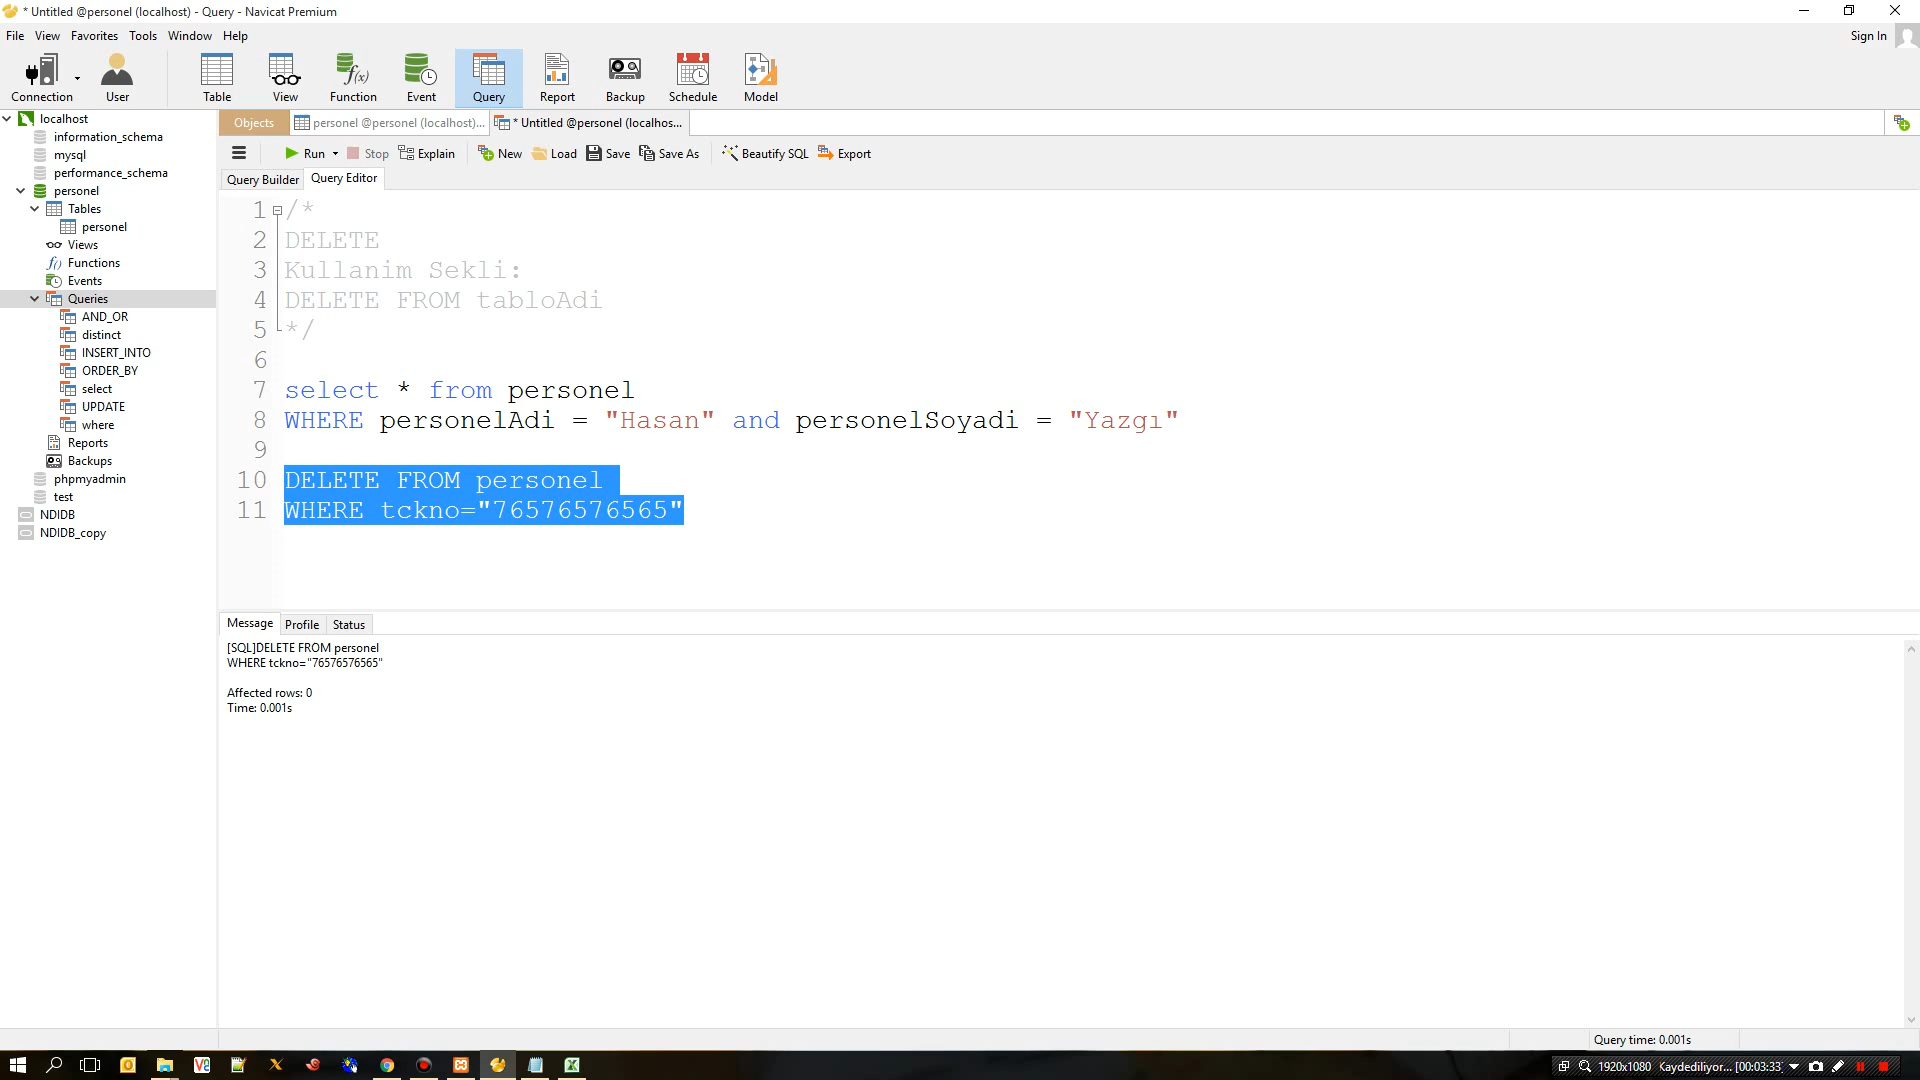 * Untitled @personel (localhost) - Query - Navicat Premium
File View Favorites Tools Window Help
Sign In
Connection User Table View Function Event Query Report Backup Schedule Model
f(x)
localhost
information_schema
mysql
performance_schema
personel
Tables
personel
Views
Functions
Events
Queries
AND_OR
distinct
INSERT_INTO
ORDER_BY
select
UPDATE
where
Reports
Backups
phpmyadmin
test
NDIDB
NDIDB_copy
Objects personel @personel (localhost)... * Untitled @personel (localhos...
Run Stop Explain New Load Save Save As Beautify SQL Export
Query Builder Query Editor
1 /*
2 DELETE
3 Kullanim Sekli:
4 DELETE FROM tabloAdi
5 */
6
7 select * from personel
8 WHERE personelAdi = "Hasan" and personelSoyadi = "Yazgı"
9
10 DELETE FROM personel
11 WHERE tckno="76576576565"
Message Profile Status
[SQL]DELETE FROM personel
WHERE tckno="76576576565"
Affected rows: 0
Time: 0.001s
Query time: 0.001s
1920x1080 Kaydediliyor... [00:03:33]